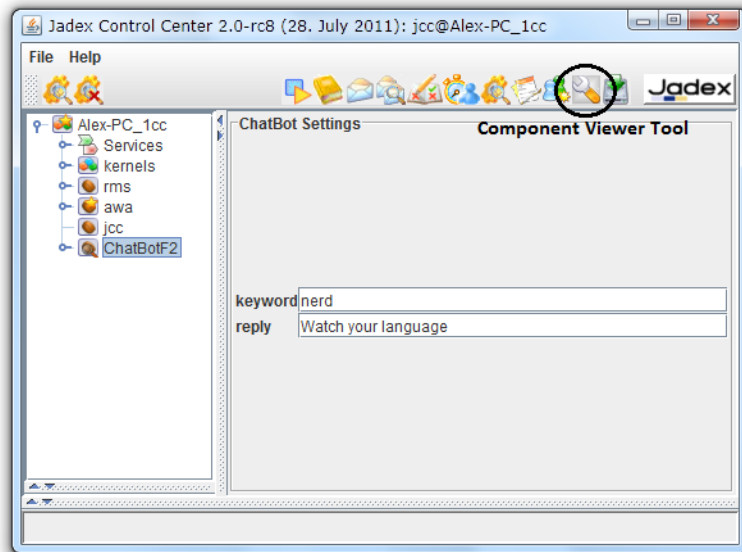 Jadex Control Center 2.0-rc8 (28. July 2011): jcc@Alex-PC_1cc
File Help
Jadex
Alex-PC_1cc
Services
kernels
rms
awa
jcc
ChatBotF2
ChatBot Settings
Component Viewer Tool
keyword nerd
reply Watch your language